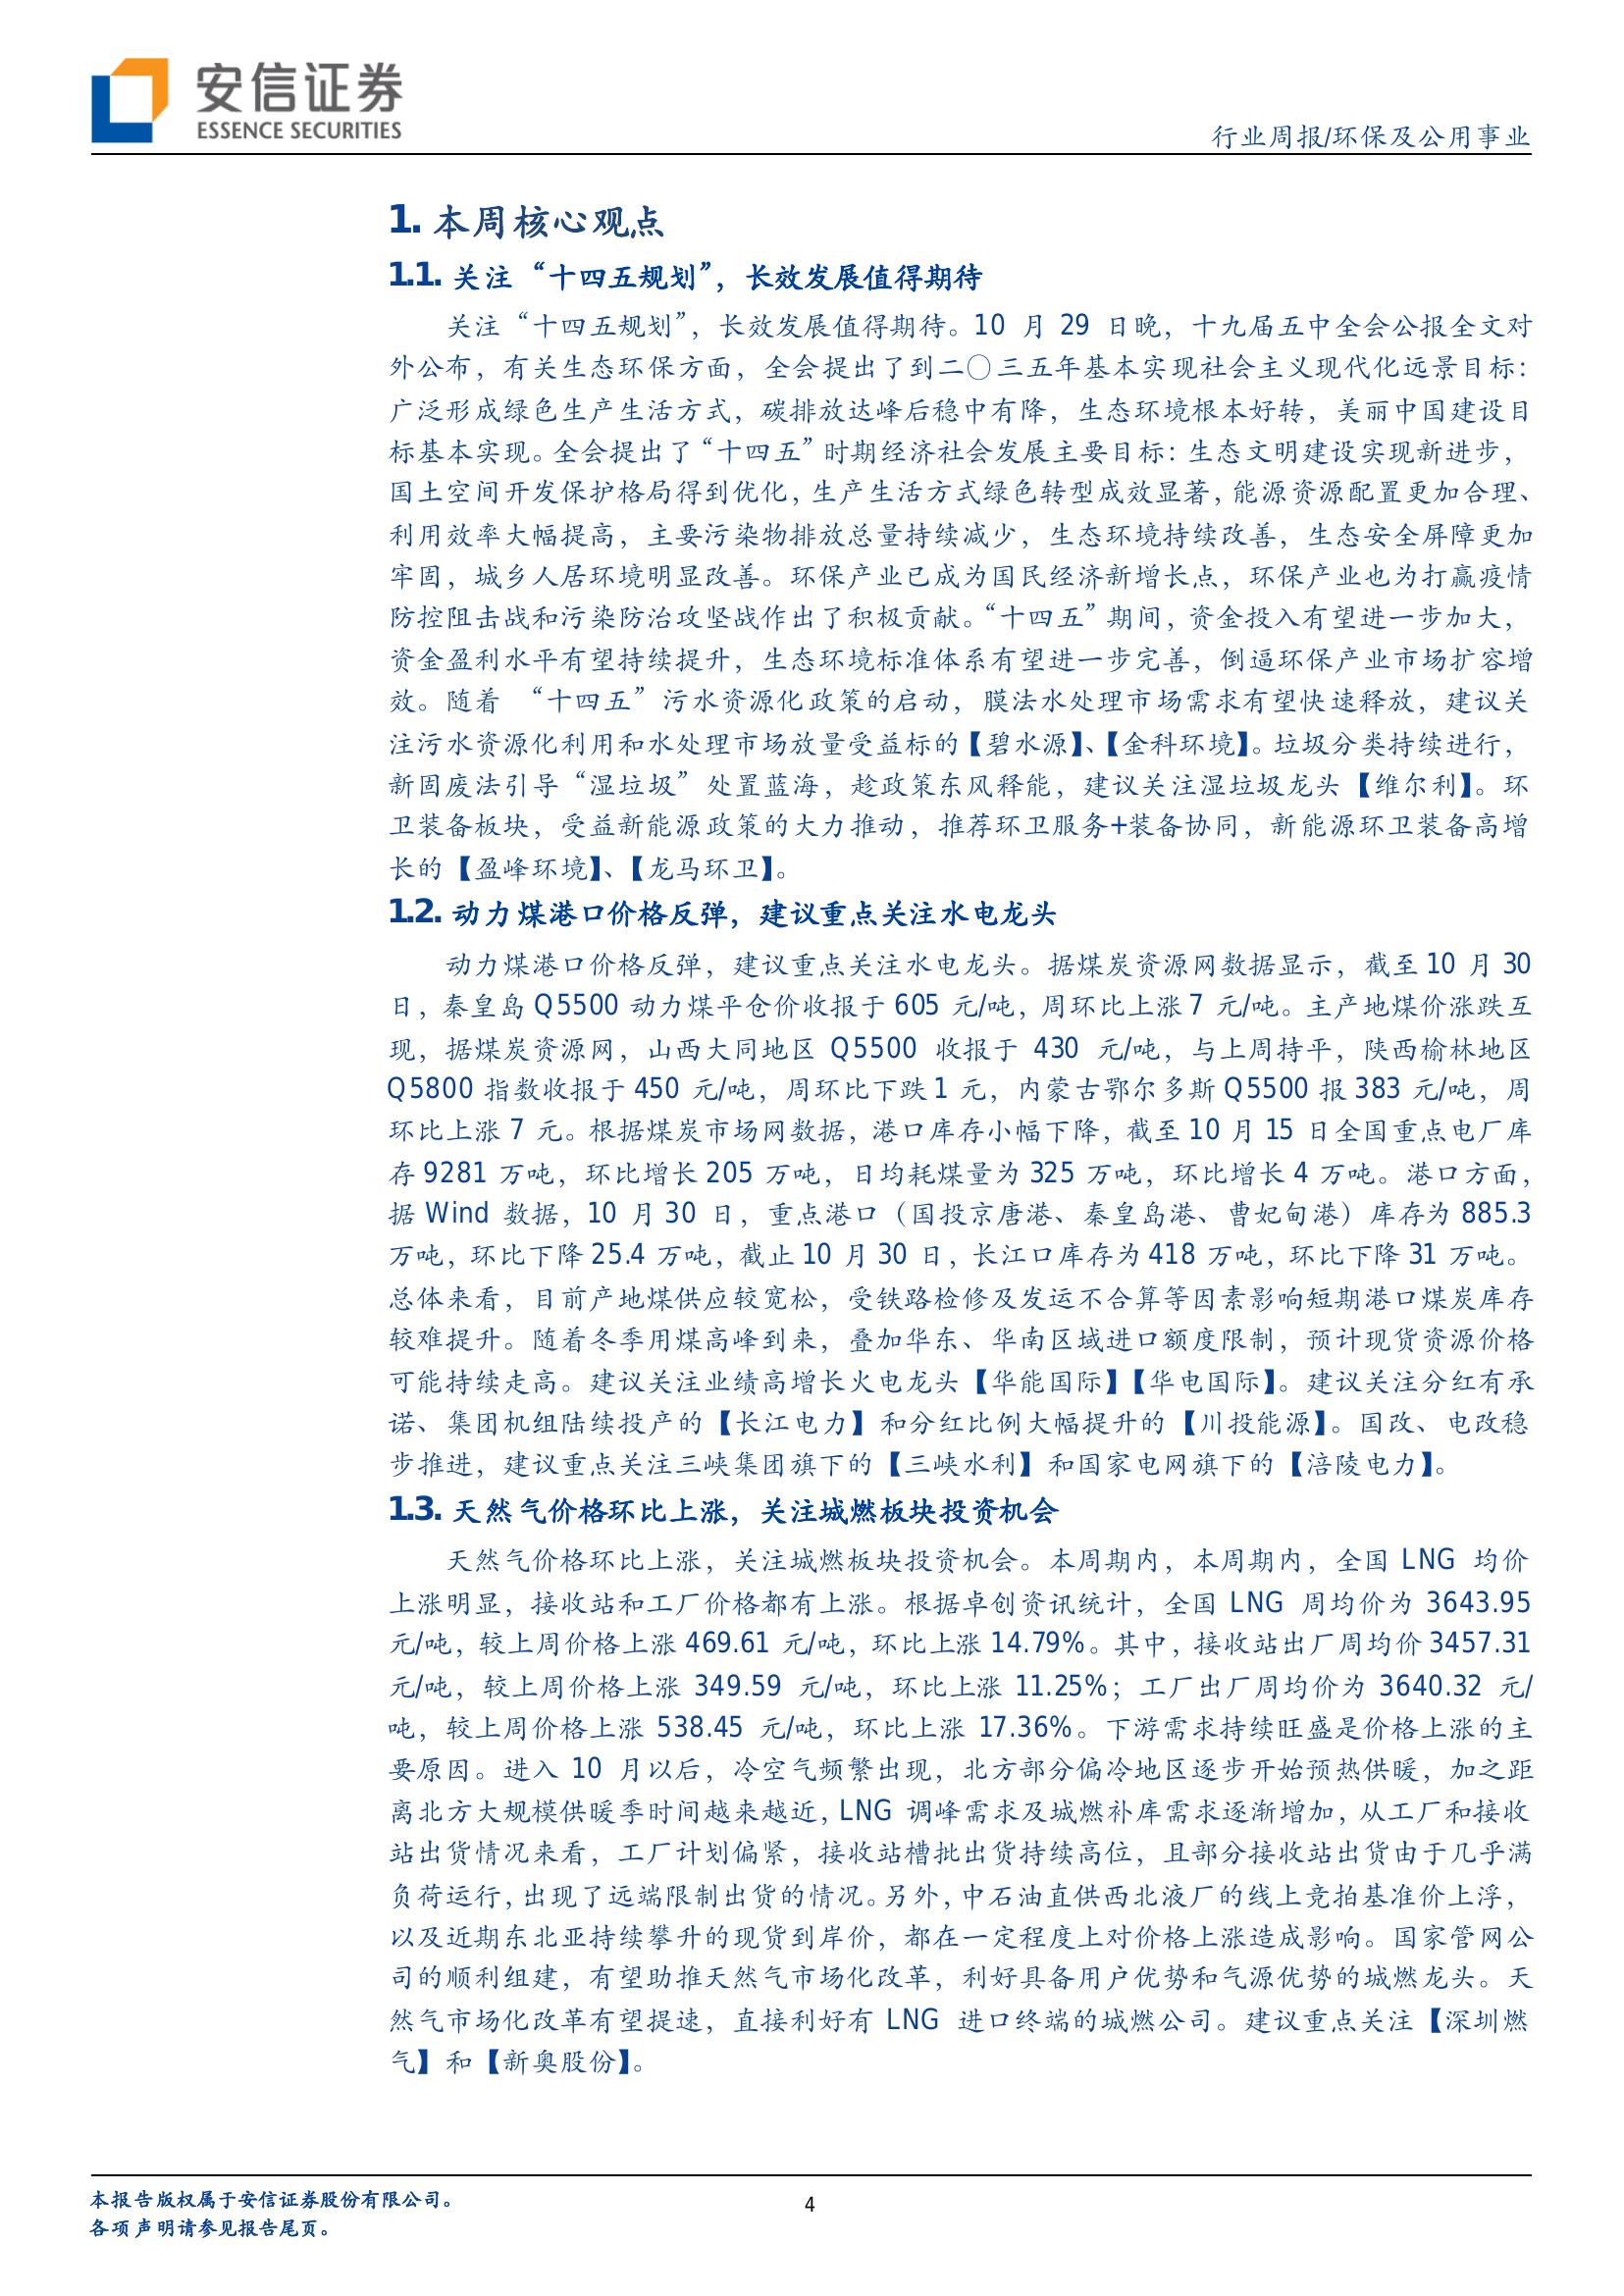 安信证券
ESSENCE SECURITIES
行业周报/环保及公用事业
1. 本周核心观点
1.1. 关注“十四五规划”，长效发展值得期待
关注“十四五规划”，长效发展值得期待。10 月 29 日晚，十九届五中全会公报全文对
外公布，有关生态环保方面，全会提出了到二〇三五年基本实现社会主义现代化远景目标：
广泛形成绿色生产生活方式，碳排放达峰后稳中有降，生态环境根本好转，美丽中国建设目
标基本实现。全会提出了“十四五”时期经济社会发展主要目标：生态文明建设实现新进步，
国土空间开发保护格局得到优化，生产生活方式绿色转型成效显著，能源资源配置更加合理、
利用效率大幅提高，主要污染物排放总量持续减少，生态环境持续改善，生态安全屏障更加
牢固，城乡人居环境明显改善。环保产业已成为国民经济新增长点，环保产业也为打赢疫情
防控阻击战和污染防治攻坚战作出了积极贡献。“十四五”期间，资金投入有望进一步加大，
资金盈利水平有望持续提升，生态环境标准体系有望进一步完善，倒逼环保产业市场扩容增
效。随着 “十四五”污水资源化政策的启动，膜法水处理市场需求有望快速释放，建议关
注污水资源化利用和水处理市场放量受益标的【碧水源】、【金科环境】。垃圾分类持续进行，
新固废法引导“湿垃圾”处置蓝海，趁政策东风释能，建议关注湿垃圾龙头【维尔利】。环
卫装备板块，受益新能源政策的大力推动，推荐环卫服务+装备协同，新能源环卫装备高增
长的【盈峰环境】、【龙马环卫】。
1.2. 动力煤港口价格反弹，建议重点关注水电龙头
动力煤港口价格反弹，建议重点关注水电龙头。据煤炭资源网数据显示，截至 10 月 30
日，秦皇岛 Q5500 动力煤平仓价收报于 605 元/吨，周环比上涨 7 元/吨。主产地煤价涨跌互
现，据煤炭资源网，山西大同地区 Q5500 收报于 430 元/吨，与上周持平，陕西榆林地区
Q5800 指数收报于 450 元/吨，周环比下跌 1 元，内蒙古鄂尔多斯 Q5500 报 383 元/吨，周
环比上涨 7 元。根据煤炭市场网数据，港口库存小幅下降，截至 10 月 15 日全国重点电厂库
存 9281 万吨，环比增长 205 万吨，日均耗煤量为 325 万吨，环比增长 4 万吨。港口方面，
据 Wind 数据，10 月 30 日，重点港口（国投京唐港、秦皇岛港、曹妃甸港）库存为 885.3
万吨，环比下降 25.4 万吨，截止 10 月 30 日，长江口库存为 418 万吨，环比下降 31 万吨。
总体来看，目前产地煤供应较宽松，受铁路检修及发运不合算等因素影响短期港口煤炭库存
较难提升。随着冬季用煤高峰到来，叠加华东、华南区域进口额度限制，预计现货资源价格
可能持续走高。建议关注业绩高增长火电龙头【华能国际】【华电国际】。建议关注分红有承
诺、集团机组陆续投产的【长江电力】和分红比例大幅提升的【川投能源】。国改、电改稳
步推进，建议重点关注三峡集团旗下的【三峡水利】和国家电网旗下的【涪陵电力】。
1.3. 天然气价格环比上涨，关注城燃板块投资机会
天然气价格环比上涨，关注城燃板块投资机会。本周期内，本周期内，全国 LNG 均价
上涨明显，接收站和工厂价格都有上涨。根据卓创资讯统计，全国 LNG 周均价为 3643.95
元/吨，较上周价格上涨 469.61 元/吨，环比上涨 14.79%。其中，接收站出厂周均价 3457.31
元/吨，较上周价格上涨 349.59 元/吨，环比上涨 11.25%；工厂出厂周均价为 3640.32 元/
吨，较上周价格上涨 538.45 元/吨，环比上涨 17.36%。下游需求持续旺盛是价格上涨的主
要原因。进入 10 月以后，冷空气频繁出现，北方部分偏冷地区逐步开始预热供暖，加之距
离北方大规模供暖季时间越来越近，LNG 调峰需求及城燃补库需求逐渐增加，从工厂和接收
站出货情况来看，工厂计划偏紧，接收站槽批出货持续高位，且部分接收站出货由于几乎满
负荷运行，出现了远端限制出货的情况。另外，中石油直供西北液厂的线上竞拍基准价上浮，
以及近期东北亚持续攀升的现货到岸价，都在一定程度上对价格上涨造成影响。国家管网公
司的顺利组建，有望助推天然气市场化改革，利好具备用户优势和气源优势的城燃龙头。天
然气市场化改革有望提速，直接利好有 LNG 进口终端的城燃公司。建议重点关注【深圳燃
气】和【新奥股份】。
本报告版权属于安信证券股份有限公司。
各项声明请参见报告尾页。
4